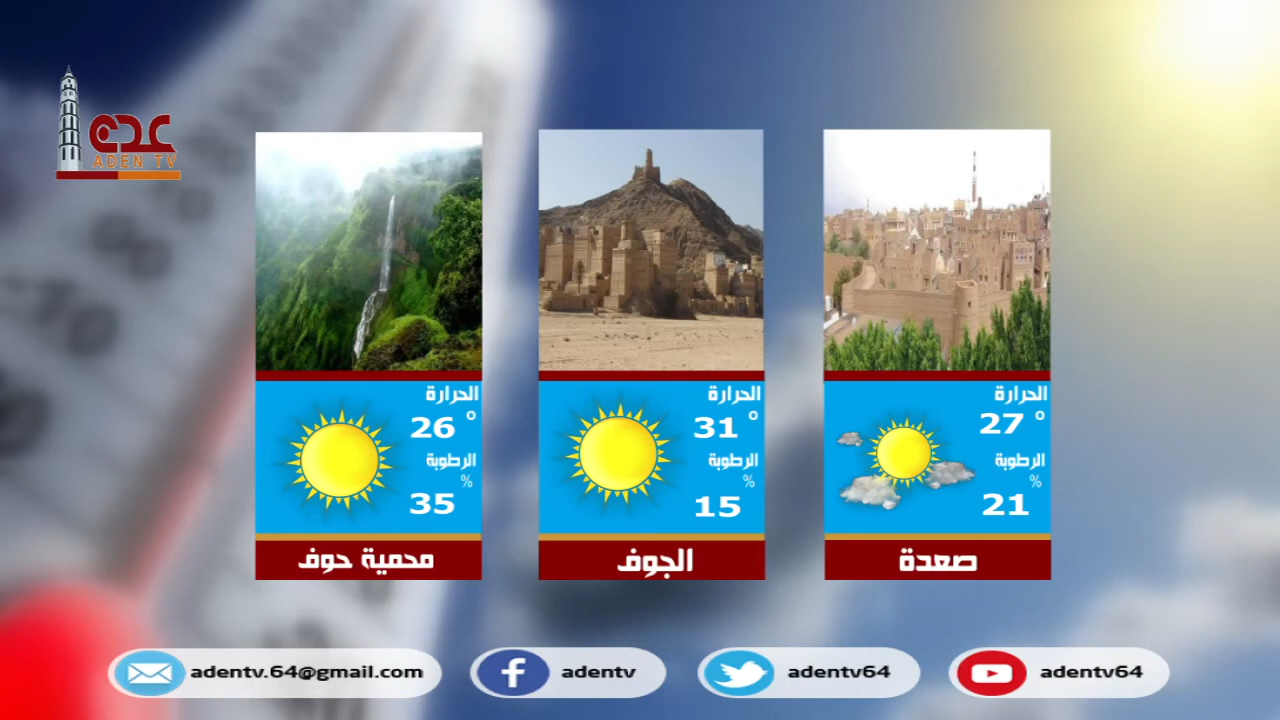 عدن
ADEN TV
الحرارة
27 °
الرطوبة
%
21
صعدة
الحرارة
31 °
الرطوبة
%
15
الجوف
الحرارة
26 °
الرطوبة
%
35
محمية حوف
adentv.64@gmail.com
adentv
adentv64
adentv64